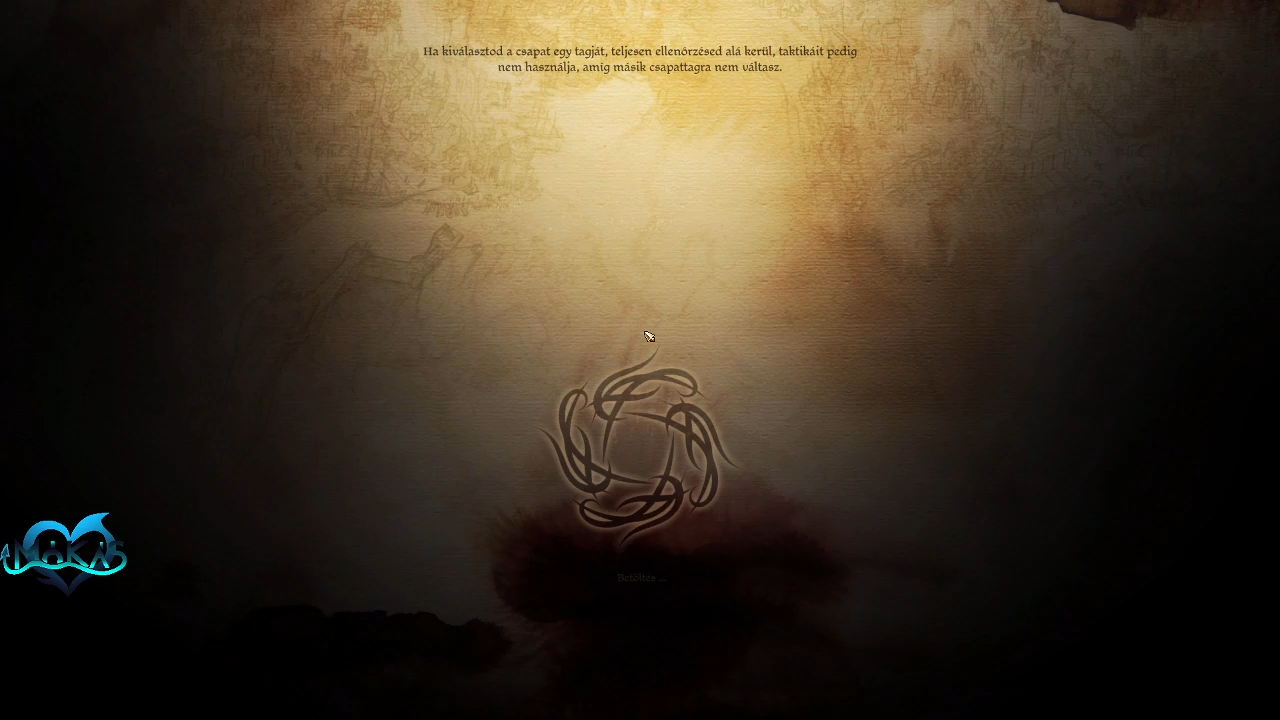 Ha kiválasztod a csapat egy tagját, teljesen ellenőrzésed alá kerül, taktikáit pedig
nem használja, amíg másik csapattagra nem váltasz.
MÓKÁS
Betöltés ...